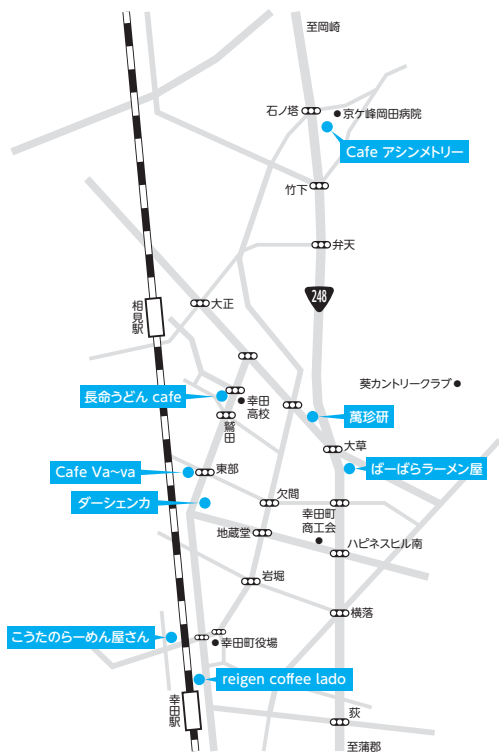 至岡崎
石ノ塔
京ケ峰岡田病院
Cafe アシンメトリー
竹下
弁天
248
大正
相見駅
葵カントリークラブ
長命うどん cafe
幸田
高校
萬珍研
鷲田
大草
ばーばらラーメン屋
Cafe Va~va
東部
ダーシェンカ
欠間
幸田町
商工会
地蔵堂
ハピネスヒル南
岩堀
横落
こうたのらーめん屋さん
幸田町役場
reigen coffee lado
幸田駅
荻
至蒲郡